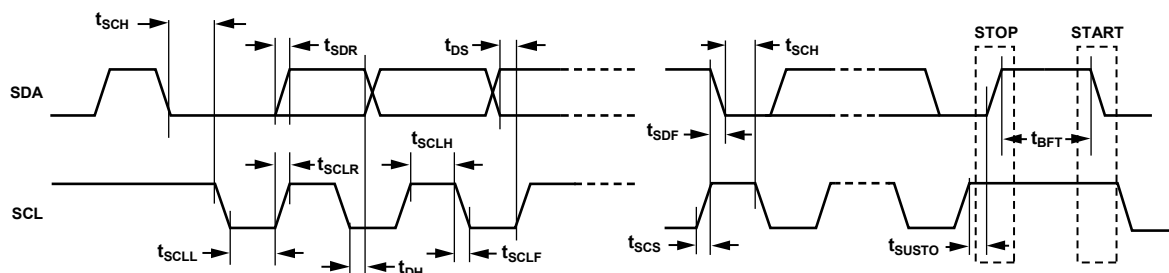 tSCH
tSDR
tDS
tSCH
STOP
START
SDA
tSDF
tBFT
tSCLH
tSCLR
SCL
tSCLL
tDH
tSCLF
tSCS
tSUSTO